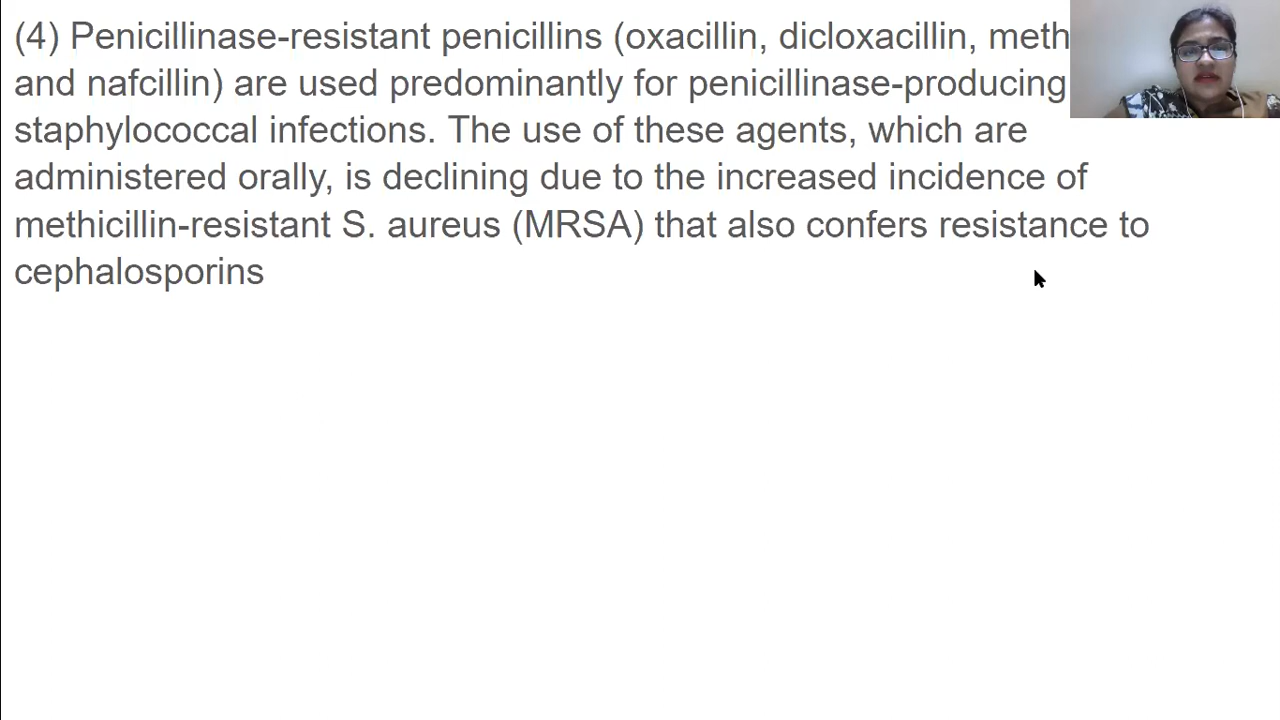 (4) Penicillinase-resistant penicillins (oxacillin, dicloxacillin, meth
and nafcillin) are used predominantly for penicillinase-producing
staphylococcal infections. The use of these agents, which are
administered orally, is declining due to the increased incidence of
methicillin-resistant S. aureus (MRSA) that also confers resistance to
cephalosporins